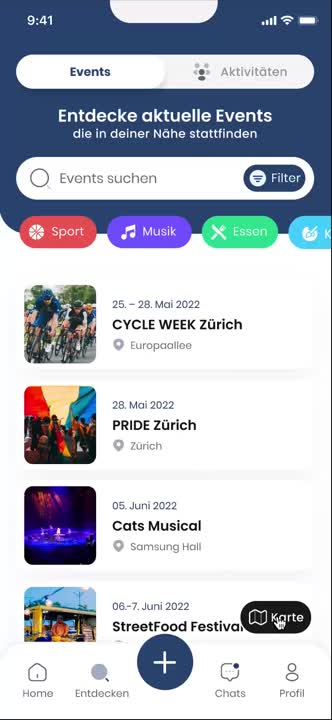 9:41
Events
Aktivitäten
Entdecke aktuelle Events
die in deiner Nähe stattfinden
Events suchen
Filter
Sport
Musik
Essen
K
25. – 28. Mai 2022
CYCLE WEEK Zürich
Europaallee
28. Mai 2022
PRIDE Zürich
Zürich
05. Juni 2022
Cats Musical
Samsung Hall
06.-7. Juni 2022
StreetFood Festival
Karte
Home
Entdecken
Chats
Profil